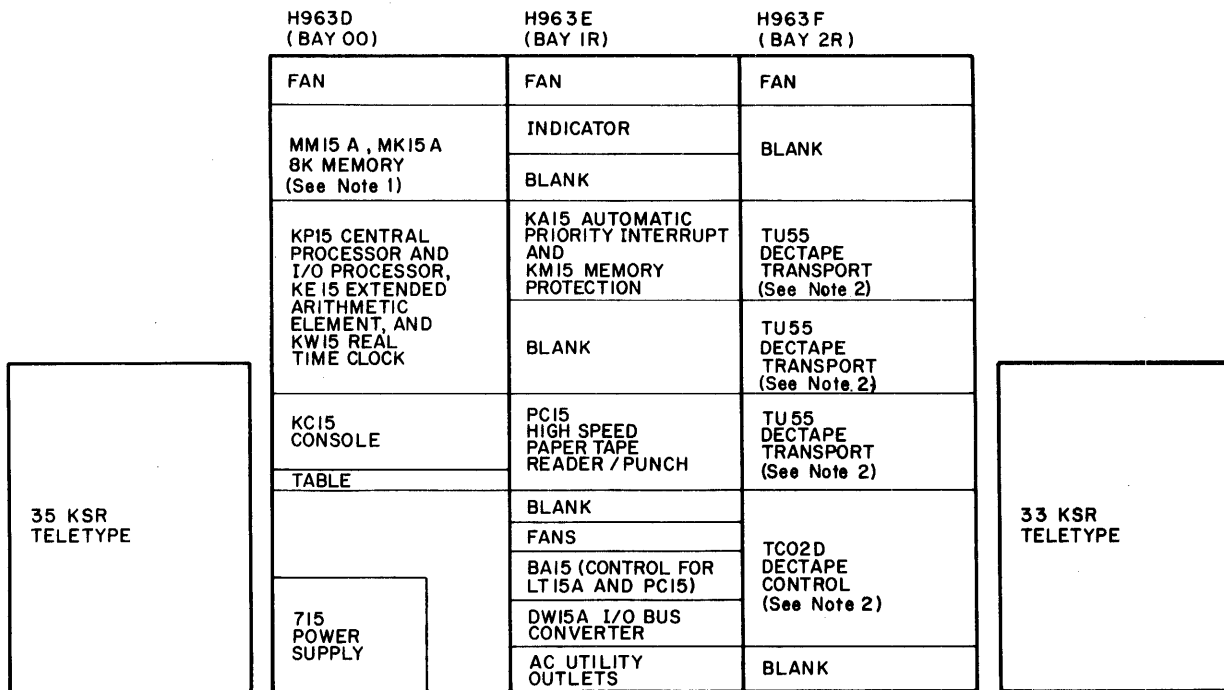 H963D
(BAY 00)
H963E
(BAY 1R)
H963F
(BAY 2R)
FAN
FAN
FAN
MM15 A, MK15 A
8K MEMORY
(See Note 1)
INDICATOR
BLANK
BLANK
KP15 CENTRAL
PROCESSOR AND
I/O PROCESSOR,
KE15 EXTENDED
ARITHMETIC
ELEMENT, AND
KW15 REAL
TIME CLOCK
KA15 AUTOMATIC
PRIORITY INTERRUPT
AND
KM15 MEMORY
PROTECTION
TU55
DECTAPE
TRANSPORT
(See Note 2)
BLANK
TU55
DECTAPE
TRANSPORT
(See Note 2)
KC15
CONSOLE
TABLE
PC15
HIGH SPEED
PAPER TAPE
READER / PUNCH
TU55
DECTAPE
TRANSPORT
(See Note 2)
35 KSR
TELETYPE
715
POWER
SUPPLY
BLANK
FANS
BA15 (CONTROL FOR
LT15A AND PC15)
DW15A I/O BUS
CONVERTER
AC UTILITY
OUTLETS
TC02D
DECTAPE
CONTROL
(See Note 2)
BLANK
33 KSR
TELETYPE